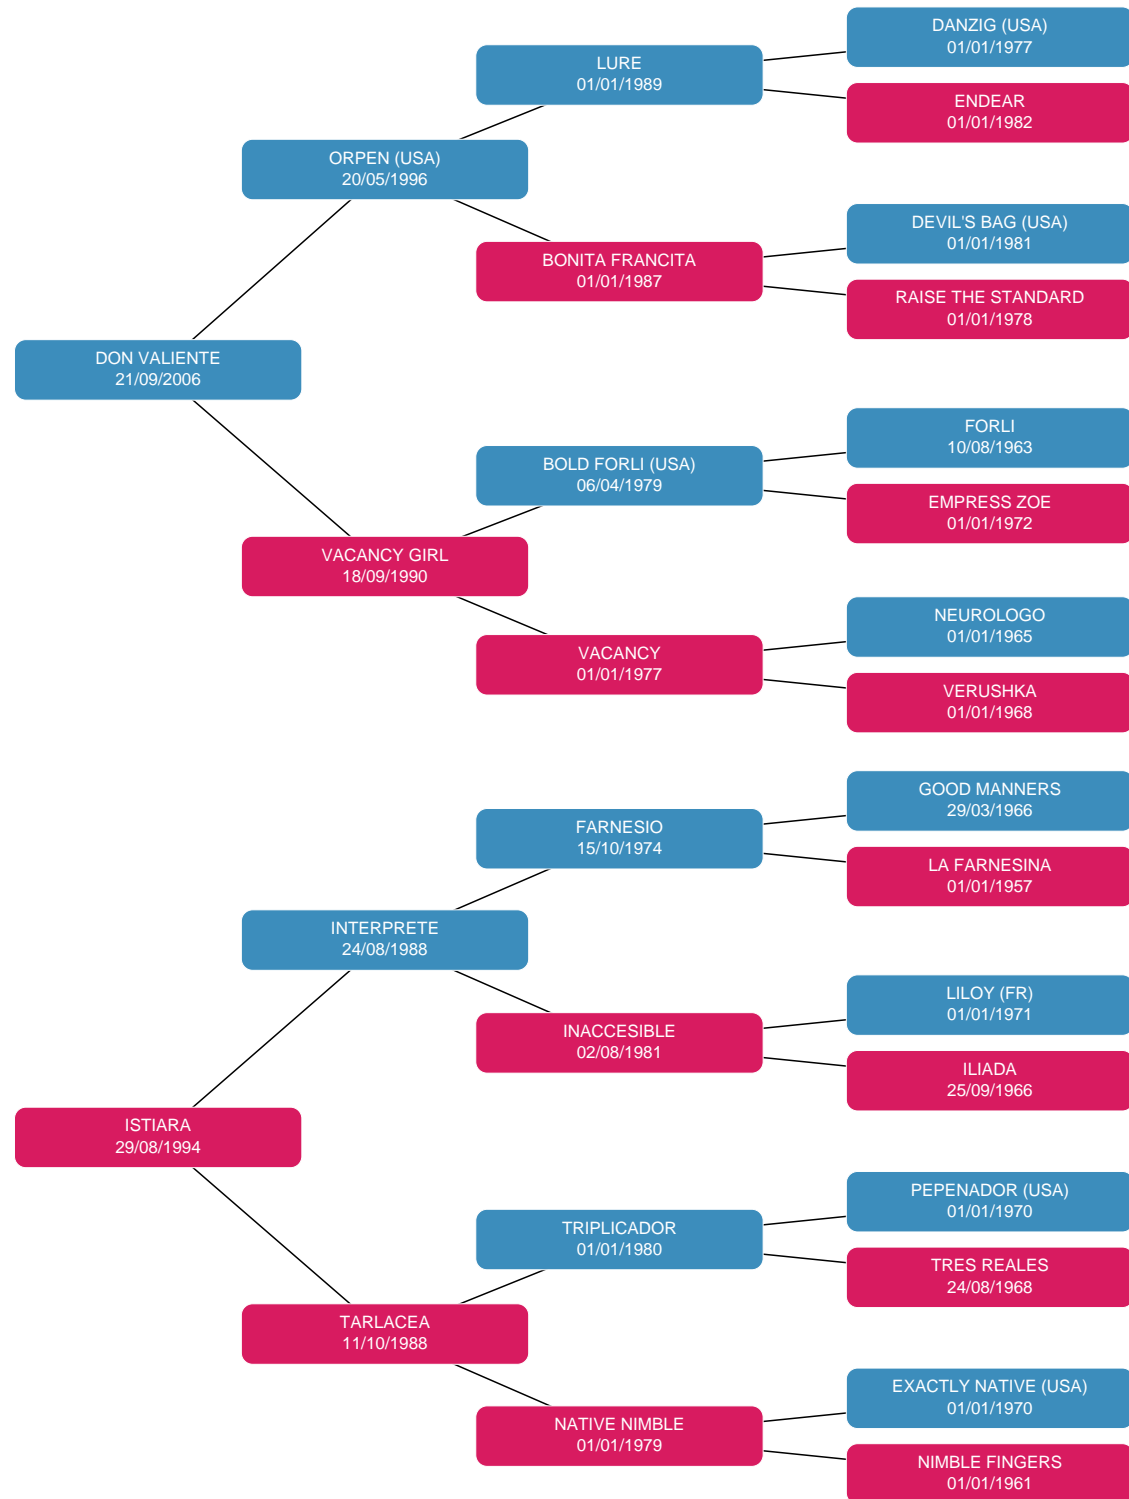 DANZIG (USA)
01/01/1977
LURE
01/01/1989
ENDEAR
01/01/1982
ORPEN (USA)
20/05/1996
DEVIL'S BAG (USA)
01/01/1981
BONITA FRANCITA
01/01/1987
RAISE THE STANDARD
01/01/1978
DON VALIENTE
21/09/2006
FORLI
10/08/1963
BOLD FORLI (USA)
06/04/1979
EMPRESS ZOE
01/01/1972
VACANCY GIRL
18/09/1990
NEUROLOGO
01/01/1965
VACANCY
01/01/1977
VERUSHKA
01/01/1968
GOOD MANNERS
29/03/1966
FARNESIO
15/10/1974
LA FARNESINA
01/01/1957
INTERPRETE
24/08/1988
LILOY (FR)
01/01/1971
INACCESIBLE
02/08/1981
ILIADA
25/09/1966
ISTIARA
29/08/1994
PEPENADOR (USA)
01/01/1970
TRIPLICADOR
01/01/1980
TRES REALES
24/08/1968
TARLACEA
11/10/1988
EXACTLY NATIVE (USA)
01/01/1970
NATIVE NIMBLE
01/01/1979
NIMBLE FINGERS
01/01/1961